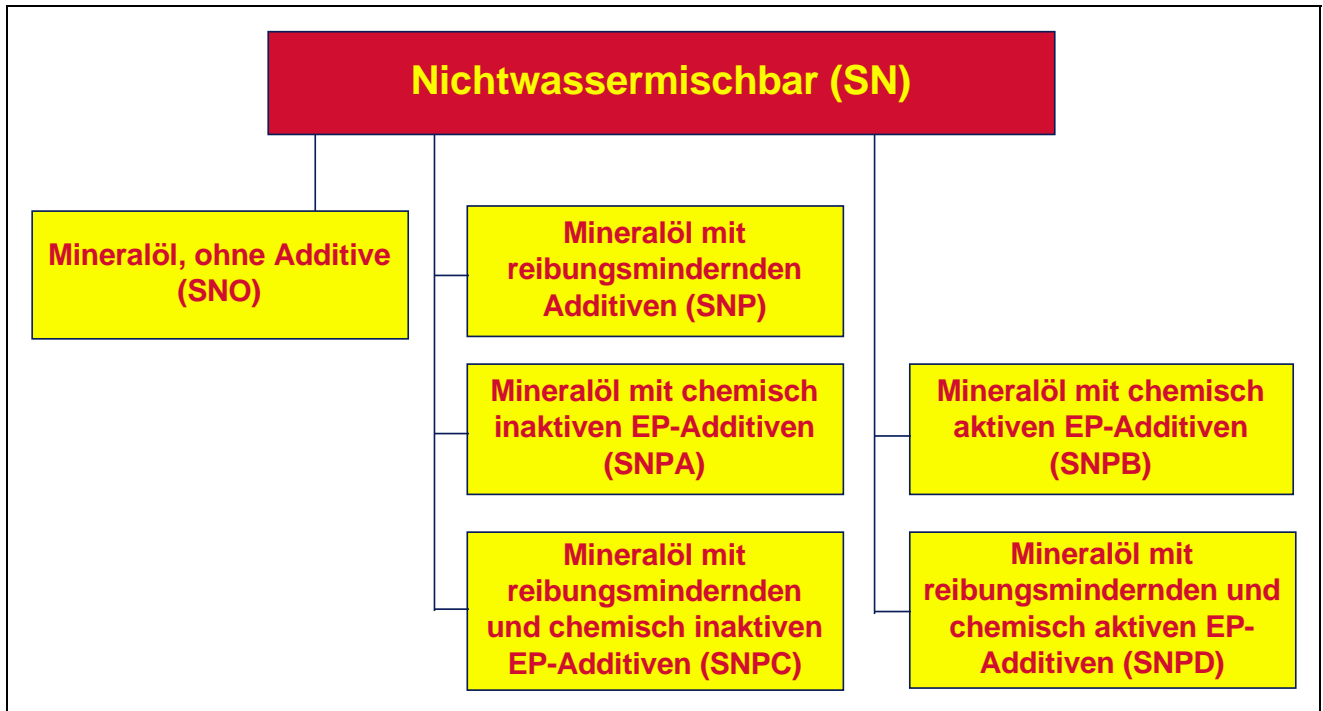 Nichtwassermischbar (SN)
Mineralöl, ohne Additive
(SNO)
Mineralöl mit
reibungsmindernden
Additiven (SNP)
Mineralöl mit chemisch
inaktiven EP-Additiven
(SNPA)
Mineralöl mit chemisch
aktiven EP-Additiven
(SNPB)
Mineralöl mit
reibungsmindernden
und chemisch inaktiven
EP-Additiven (SNPC)
Mineralöl mit
reibungsmindernden und
chemisch aktiven EP-
Additiven (SNPD)